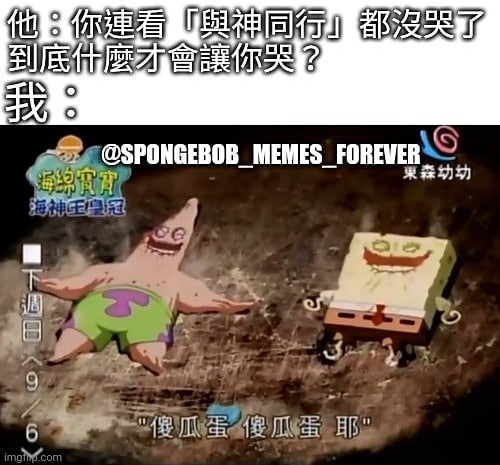 他：你連看「與神同行」都沒哭了
到底什麼才會讓你哭？
我：
@SPONGEBOB_MEMES_FOREVER
東森幼幼
海綿寶寶
海神王皇冠
■下週日︿9/6﹀
"傻瓜蛋 傻瓜蛋 耶"
imgflip.com